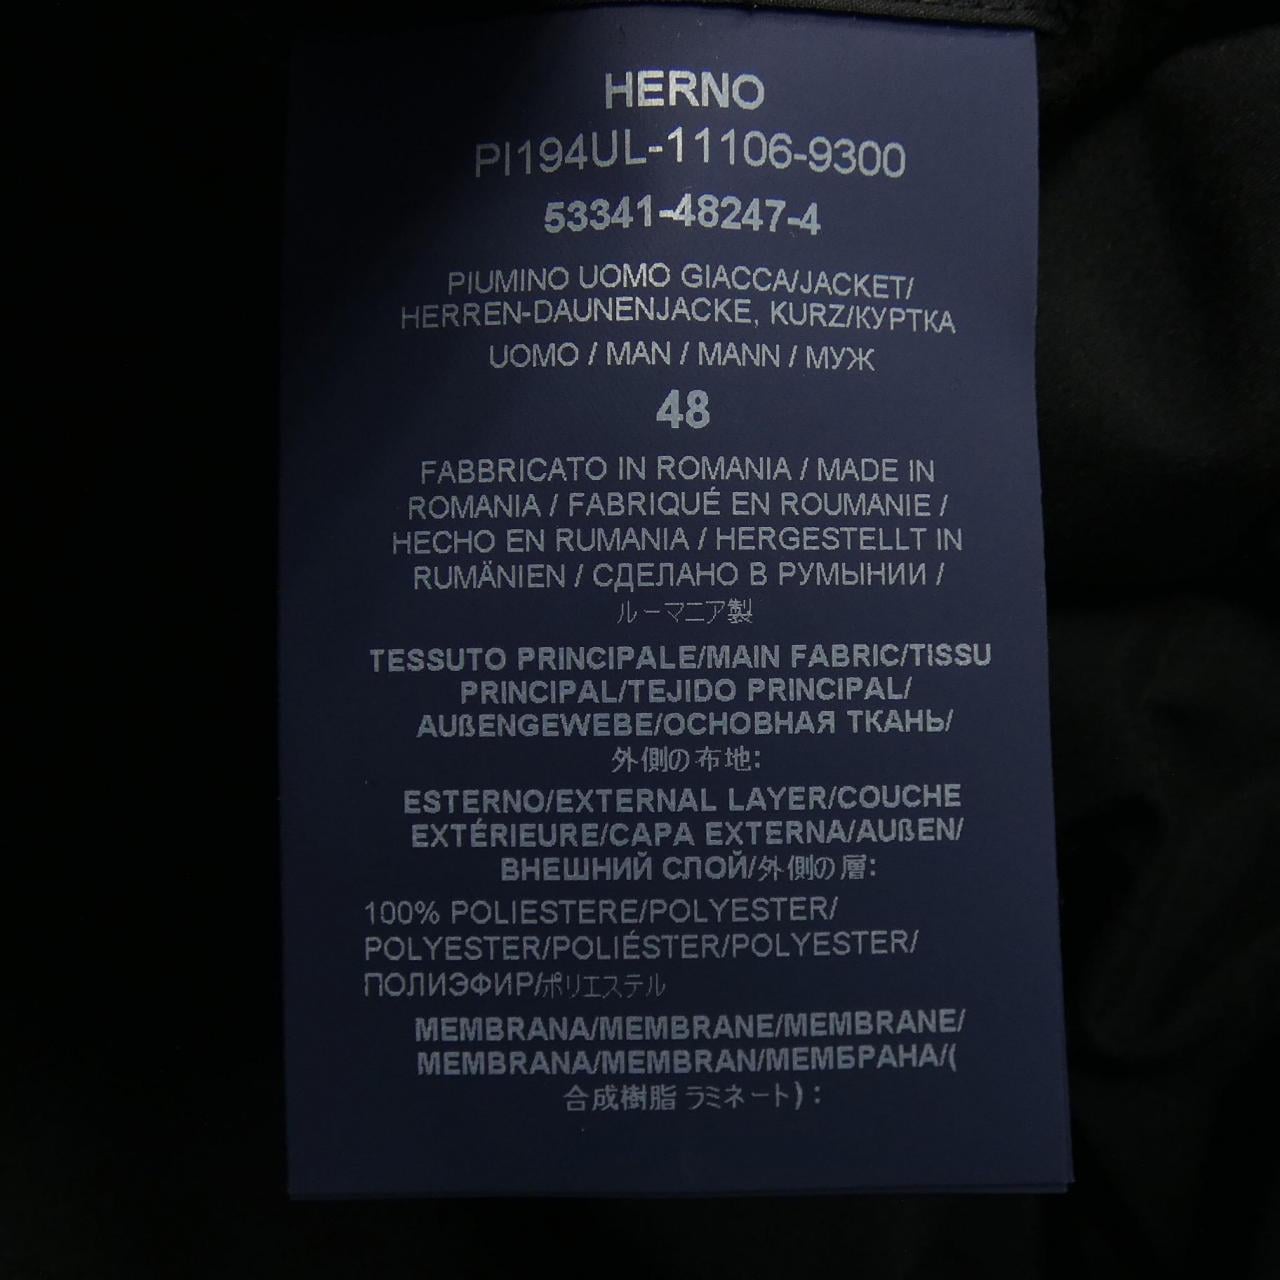 HERNO
PI194UL-11106-9300
53341-48247-4
PIUMINO UOMO GIACCA/JACKET/
HERREN-DAUNENJACKE, KURZ/КУРТКА
UOMO / MAN / MANN / МУЖ
48
FABBRICATO IN ROMANIA / MADE IN
ROMANIA / FABRIQUÉ EN ROUMANIE /
HECHO EN RUMANIA / HERGESTELLT IN
RUMÄNIEN / СДЕЛАНО В РУМЫНИИ /
ルーマニア製
TESSUTO PRINCIPALE/MAIN FABRIC/TISSU
PRINCIPAL/TEJIDO PRINCIPAL/
AUßENGEWEBE/ОСНОВНАЯ ТКАНЬ/
外側の布地:
ESTERNO/EXTERNAL LAYER/COUCHE
EXTÉRIEURE/CAPA EXTERNA/AUßEN/
ВНЕШНИЙ СЛОЙ/外側の層:
100% POLIESTERE/POLYESTER/
POLYESTER/POLIÉSTER/POLYESTER/
ПОЛИЭФИР/ポリエステル
MEMBRANA/MEMBRANE/MEMBRANE/
MEMBRANA/MEMBRAN/МЕМБРАНА/(
合成樹脂 ラミネート) :